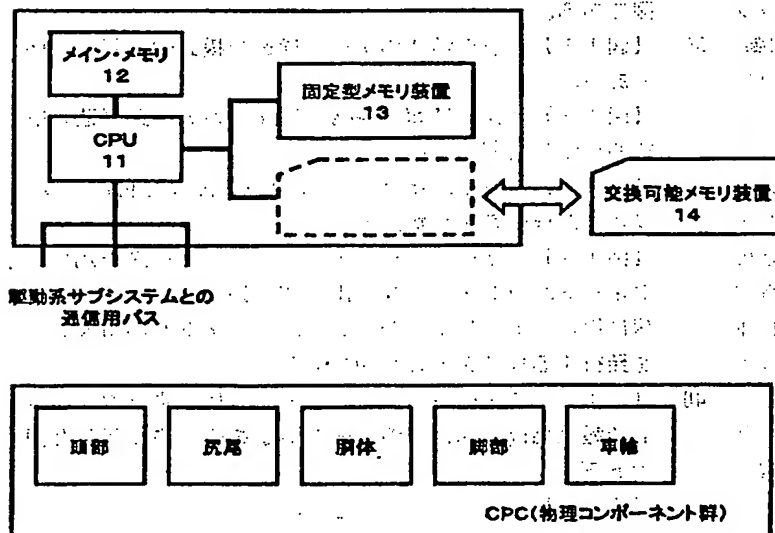 メイン・メモリ
12
固定型メモリ装置
13
CPU
11
交換可能メモリ装置
14
駆動系サブシステムとの
通信用バス
頭部
尻尾
胴体
脚部
車輪
CPC(物理コンポーネント群)